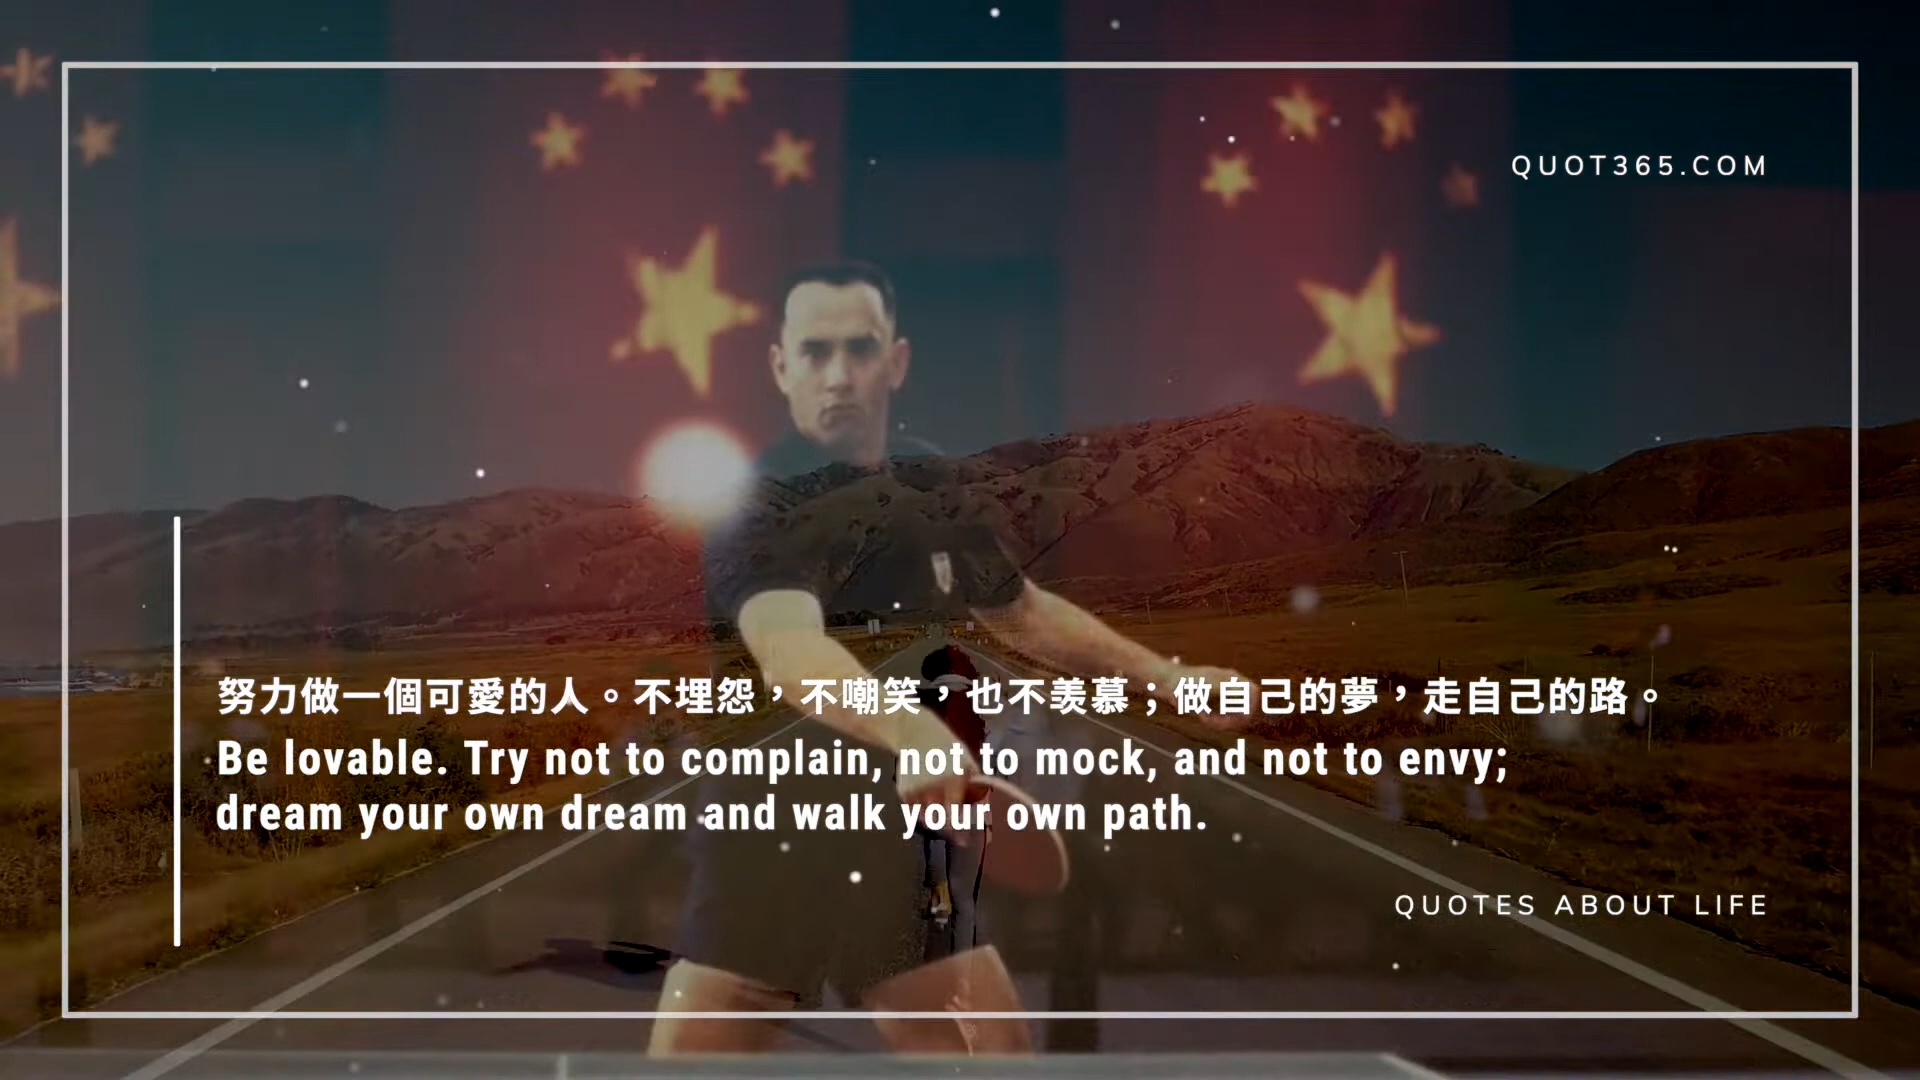 QUOT365.COM
努力做一個可愛的人。不埋怨，不嘲笑，也不羨慕；做自己的夢，走自己的路。
Be lovable. Try not to complain, not to mock, and not to envy;
dream your own dream and walk your own path.
QUOTES ABOUT LIFE